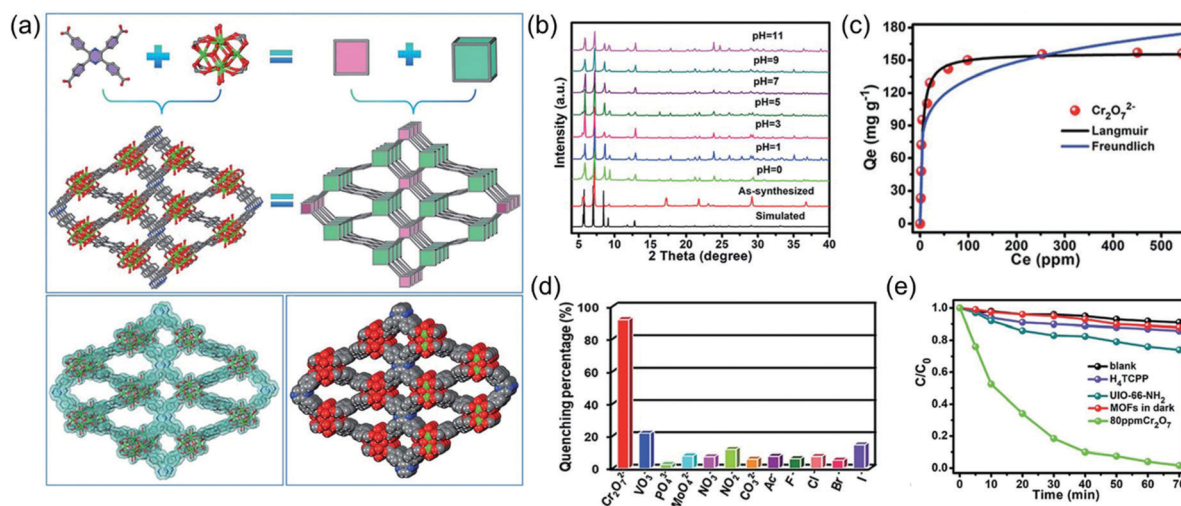 (a)
(b)
Intensity (a.u.)
pH=11
pH=9
pH=7
pH=5
pH=3
pH=1
pH=0
As-synthesized
Simulated
5 10 15 20 25 30 35 40
2 Theta (degree)
(c)
Qe (mg g⁻¹)
180
150
120
90
60
30
0
Cr₂O₇²⁻
Langmuir
Freundlich
0 100 200 300 400 500
Ce (ppm)
(d)
Quenching percentage (%)
100
80
60
40
20
0
Cr₂O₇²⁻ VO₃⁻ PO₄³⁻ MoO₄²⁻ NO₃⁻ NO₂⁻ CO₃²⁻ Ac⁻ F⁻ Cl⁻ Br⁻ I⁻
(e)
C/C₀
1.0
0.8
0.6
0.4
0.2
0.0
blank
H₄TCPP
UIO-66-NH₂
MOFs in dark
80ppmCr₂O₇
0 10 20 30 40 50 60 70
Time (min)